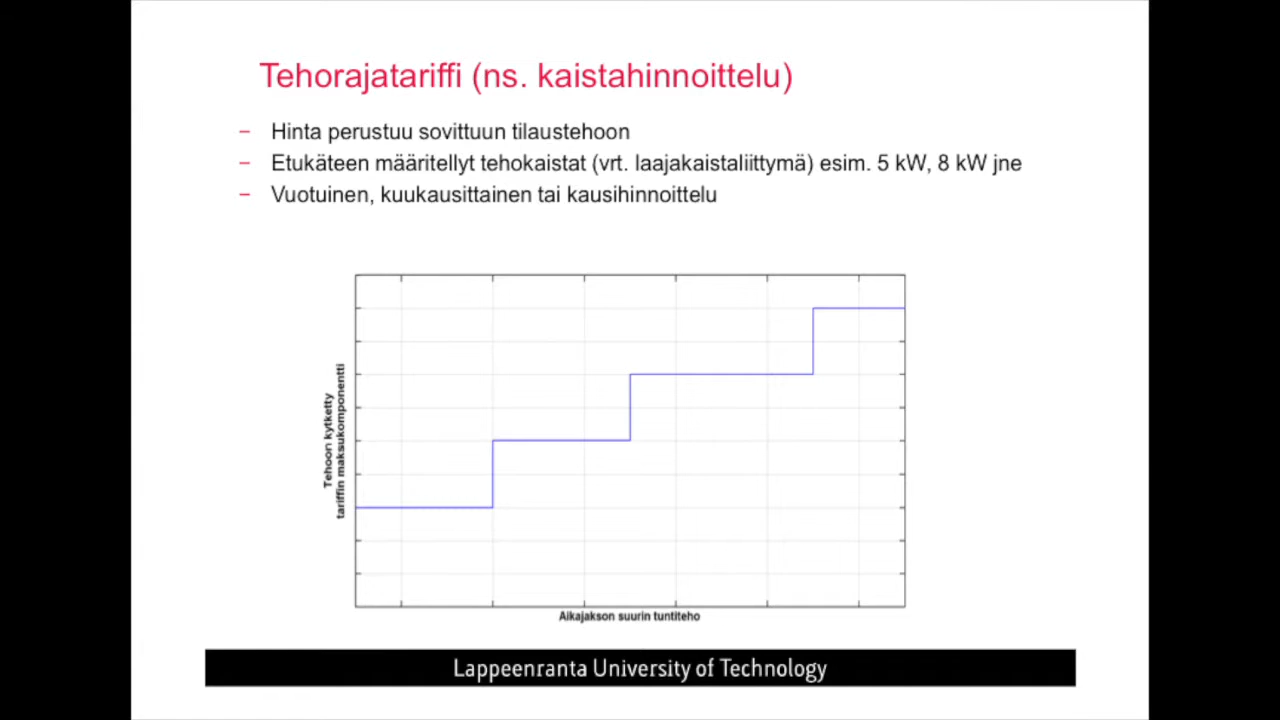 Tehorajatariffi (ns. kaistahinnoittelu)
– Hinta perustuu sovittuun tilaustehoon
– Etukäteen määritellyt tehokaistat (vrt. laajakaistaliittymä) esim. 5 kW, 8 kW jne
– Vuotuinen, kuukausittainen tai kausihinnoittelu
Tehoon kytketty
tariffin maksukomponentti
Aikajakson suurin tuntiteho
Lappeenranta University of Technology